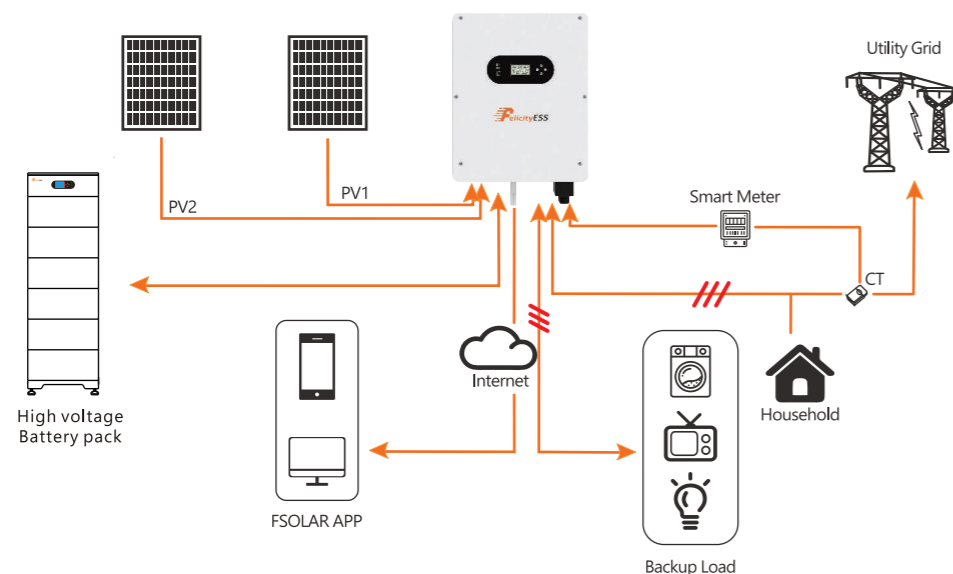 Utility Grid
FelicityESS
Smart Meter
PV1
PV2
CT
Internet
High voltage
Battery pack
Household
FSOLAR APP
Backup Load